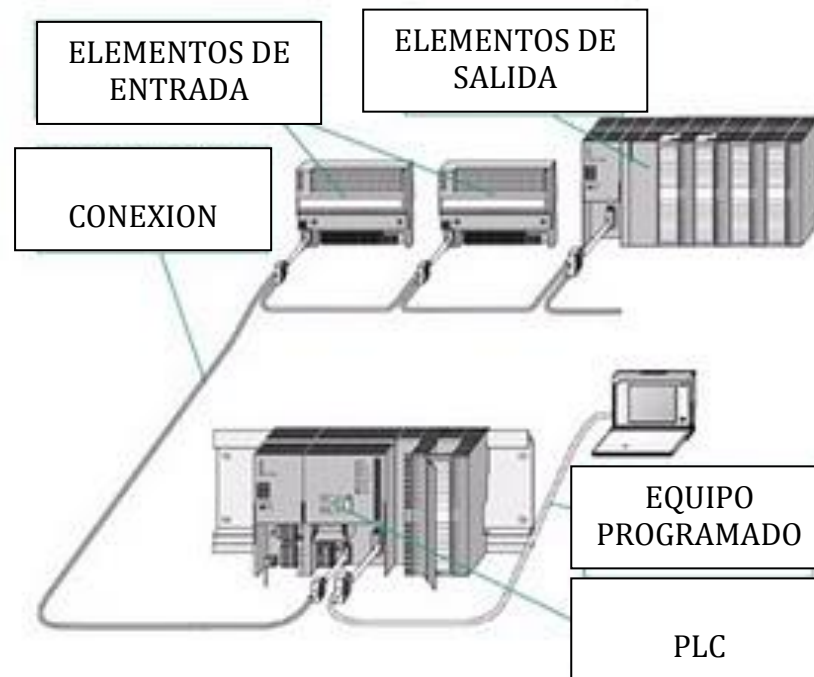 ELEMENTOS DE
ENTRADA
ELEMENTOS DE
SALIDA
CONEXION
EQUIPO
PROGRAMADO
PLC